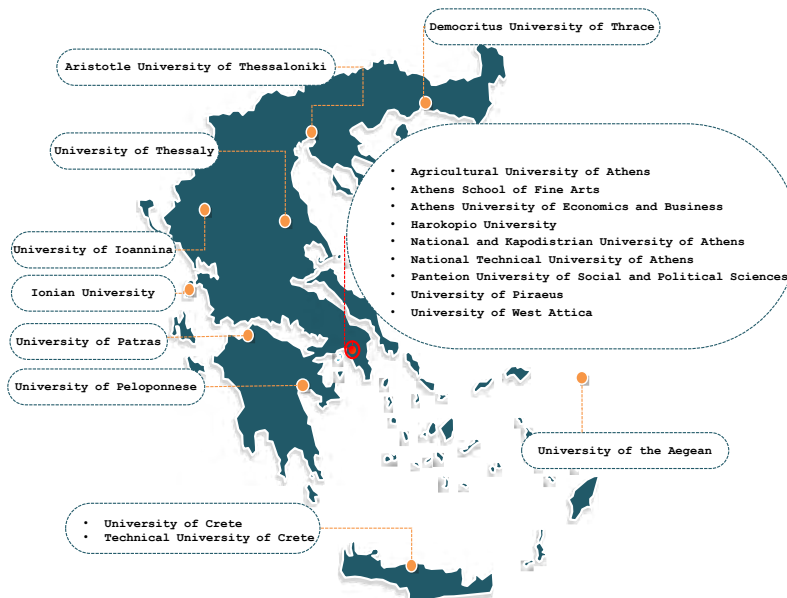 Democritus University of Thrace
Aristotle University of Thessaloniki
University of Thessaly
• Agricultural University of Athens
• Athens School of Fine Arts
• Athens University of Economics and Business
• Harokopio University
• National and Kapodistrian University of Athens
• National Technical University of Athens
• Panteion University of Social and Political Sciences
• University of Piraeus
• University of West Attica
University of Ioannina
Ionian University
University of Patras
University of Peloponnese
University of the Aegean
• University of Crete
• Technical University of Crete